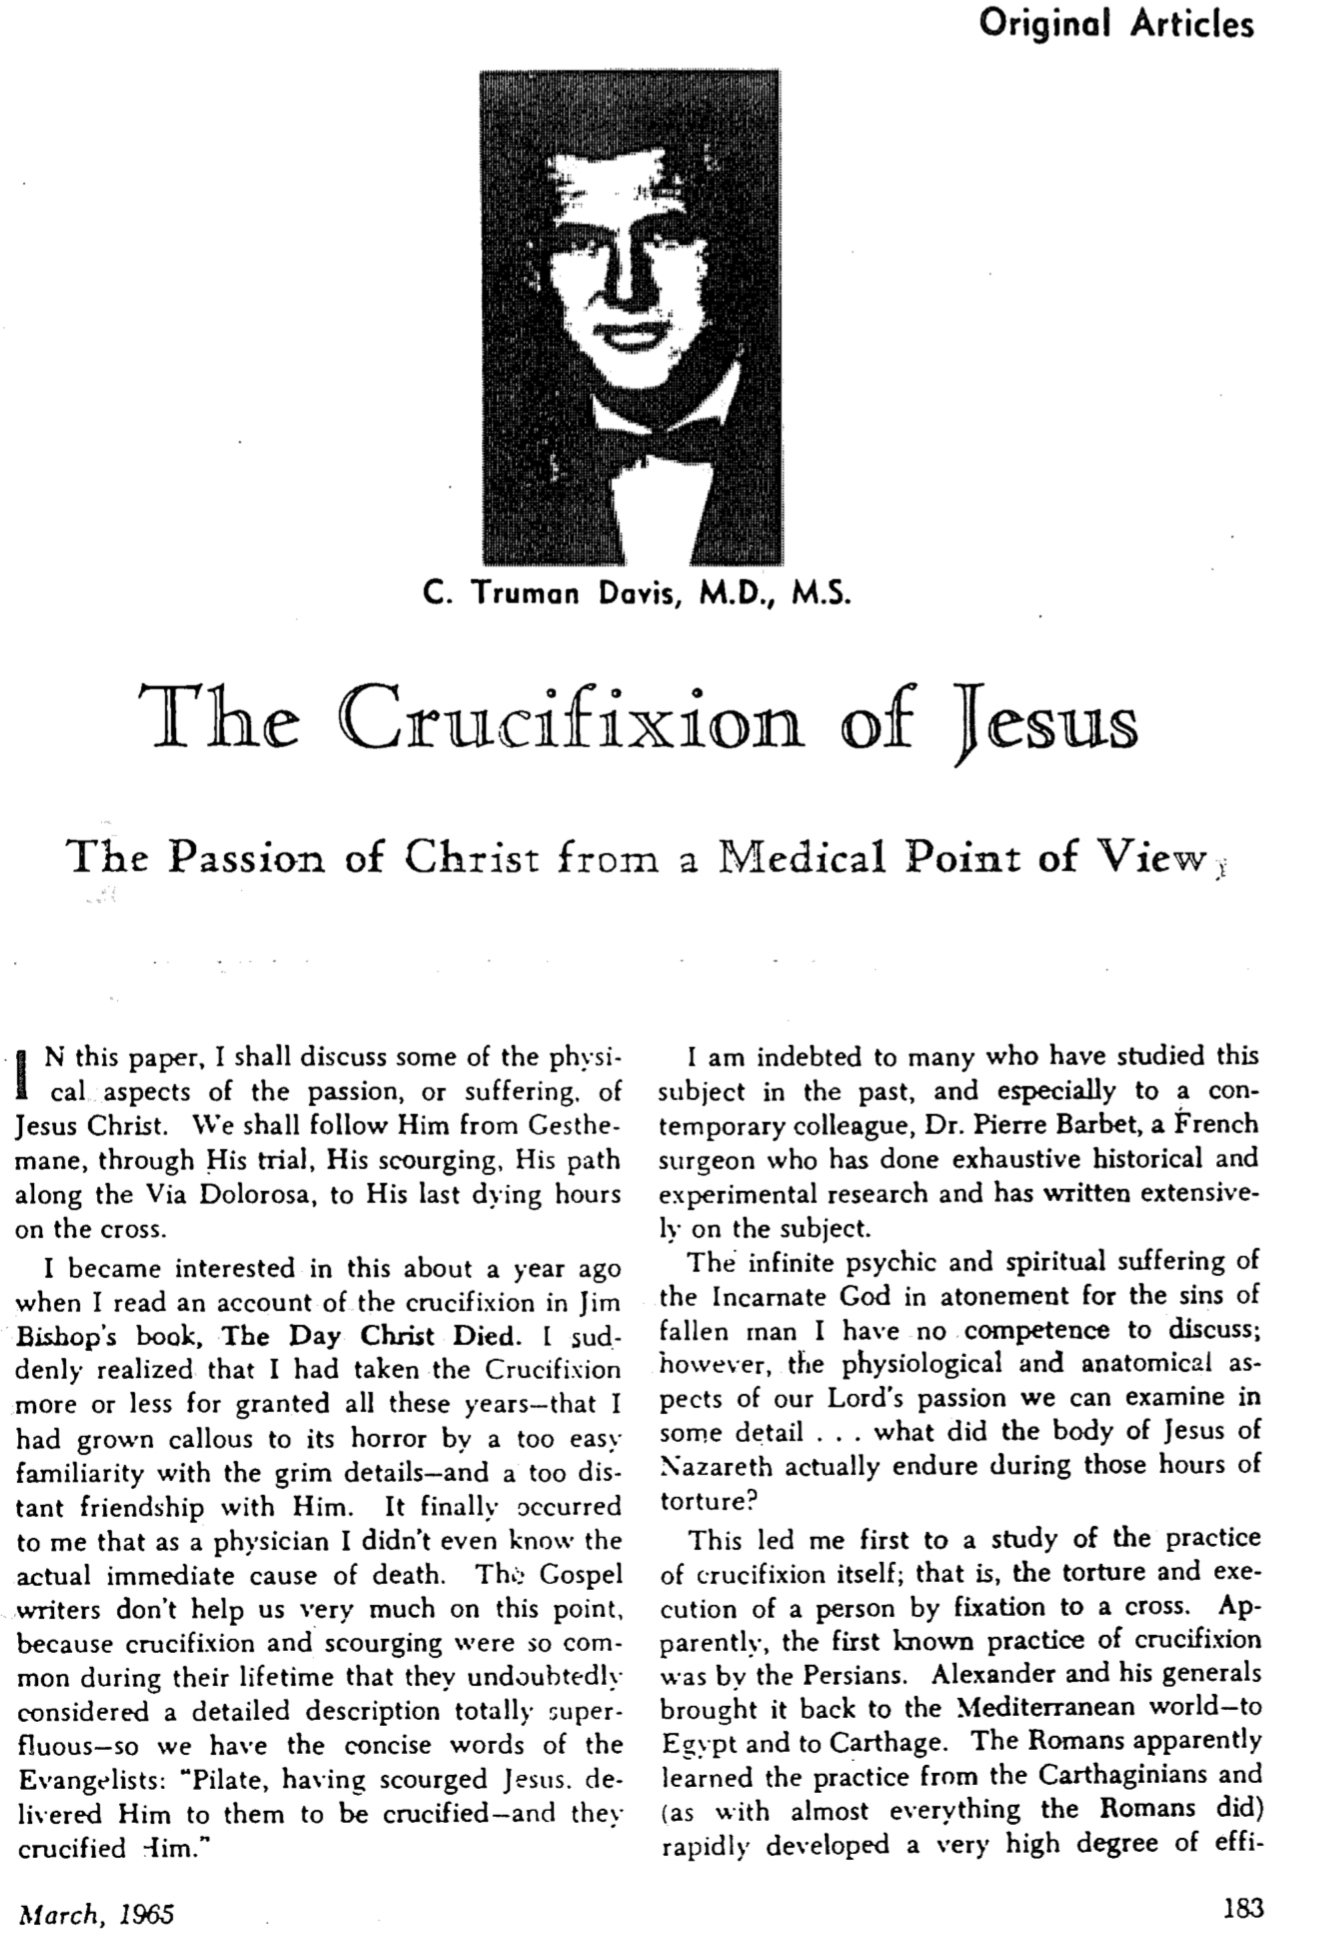 Original Articles
C. Truman Davis, M.D., M.S.
The Crucifixion of Jesus
The Passion of Christ from a Medical Point of View
IN this paper, I shall discuss some of the physi-
cal aspects of the passion, or suffering, of
Jesus Christ. We shall follow Him from Gesthe-
mane, through His trial, His scourging, His path
along the Via Dolorosa, to His last dying hours
on the cross.
I became interested in this about a year ago
when I read an account of the crucifixion in Jim
Bishop's book, The Day Christ Died. I sud-
denly realized that I had taken the Crucifixion
more or less for granted all these years—that I
had grown callous to its horror by a too easy
familiarity with the grim details—and a too dis-
tant friendship with Him. It finally occurred
to me that as a physician I didn't even know the
actual immediate cause of death. The Gospel
writers don't help us very much on this point,
because crucifixion and scourging were so com-
mon during their lifetime that they undoubtedly
considered a detailed description totally super-
fluous—so we have the concise words of the
Evangelists: "Pilate, having scourged Jesus, de-
livered Him to them to be crucified—and they
crucified Him."
I am indebted to many who have studied this
subject in the past, and especially to a con-
temporary colleague, Dr. Pierre Barbet, a French
surgeon who has done exhaustive historical and
experimental research and has written extensive-
ly on the subject.
The infinite psychic and spiritual suffering of
the Incarnate God in atonement for the sins of
fallen man I have no competence to discuss;
however, the physiological and anatomical as-
pects of our Lord's passion we can examine in
some detail . . . what did the body of Jesus of
Nazareth actually endure during those hours of
torture?
This led me first to a study of the practice
of crucifixion itself; that is, the torture and exe-
cution of a person by fixation to a cross. Ap-
parently, the first known practice of crucifixion
was by the Persians. Alexander and his generals
brought it back to the Mediterranean world—to
Egypt and to Carthage. The Romans apparently
learned the practice from the Carthaginians and
(as with almost everything the Romans did)
rapidly developed a very high degree of effi-
March, 1965
183